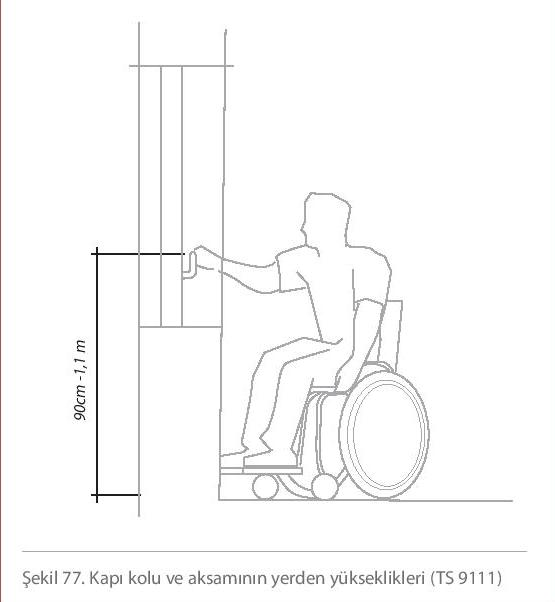 90cm -1,1 m
Şekil 77. Kapı kolu ve aksamının yerden yükseklikleri (TS 9111)